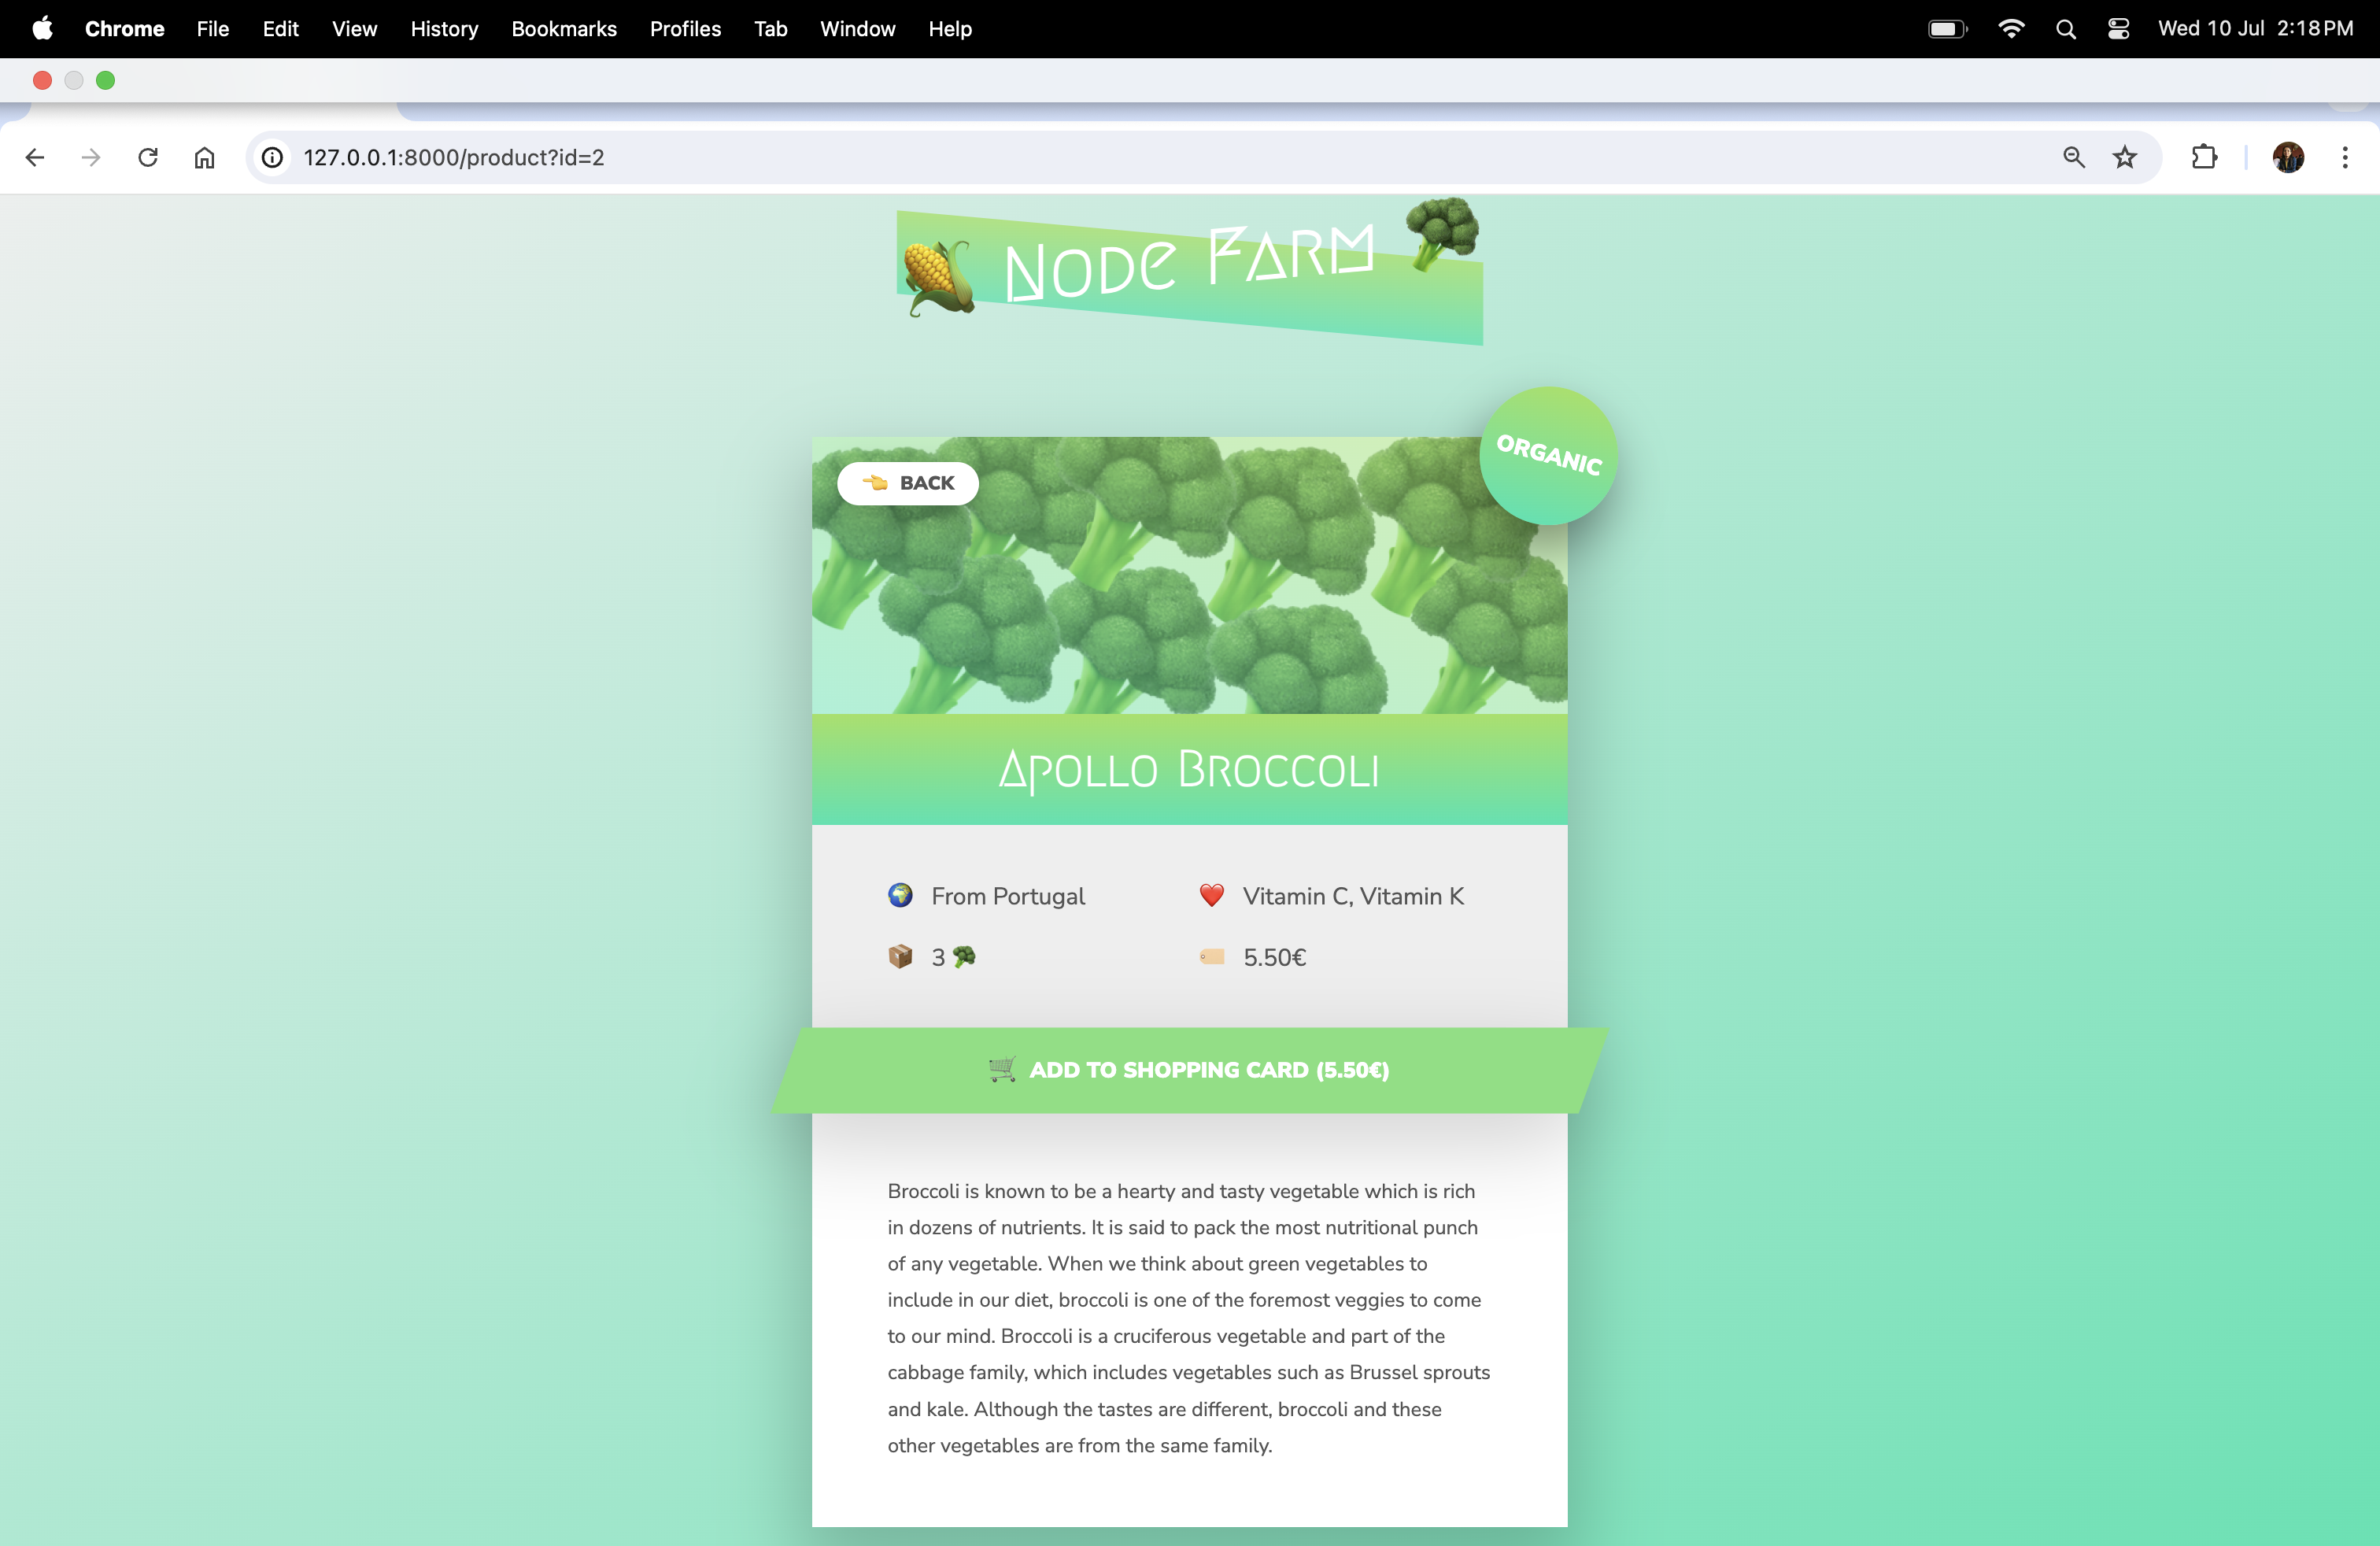 Chrome File Edit View History Bookmarks Profiles Tab Window Help Wed 10 Jul 2:18 PM
127.0.0.1:8000/product?id=2
Node Farm
ORGANIC
BACK
Apollo Broccoli
From Portugal
Vitamin C, Vitamin K
3
5.50€
ADD TO SHOPPING CARD (5.50€)
Broccoli is known to be a hearty and tasty vegetable which is rich
in dozens of nutrients. It is said to pack the most nutritional punch
of any vegetable. When we think about green vegetables to
include in our diet, broccoli is one of the foremost veggies to come
to our mind. Broccoli is a cruciferous vegetable and part of the
cabbage family, which includes vegetables such as Brussel sprouts
and kale. Although the tastes are different, broccoli and these
other vegetables are from the same family.